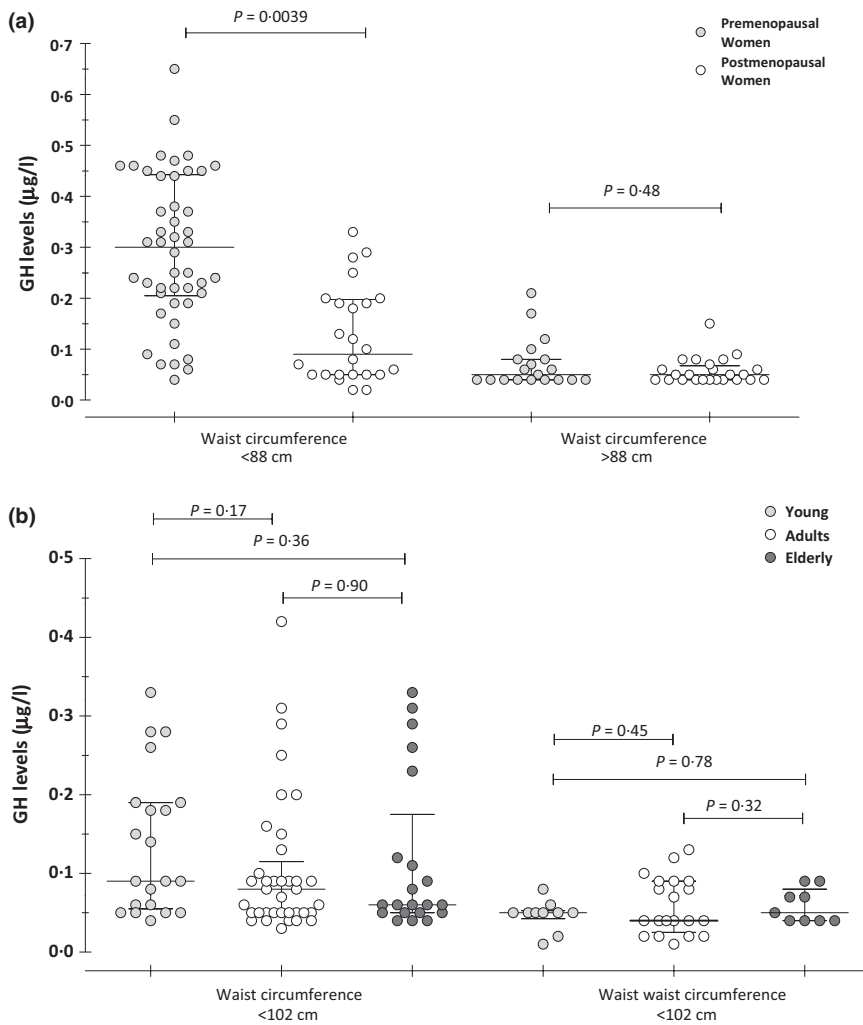 (a)
P = 0·0039
Premenopausal
Women
Postmenopausal
Women
0·7
0·6
0·5
0·4
0·3
0·2
0·1
0·0
GH levels (µg/l)
P = 0·48
Waist circumference
<88 cm
Waist circumference
>88 cm
(b)
Young
Adults
Elderly
P = 0·17
P = 0·36
P = 0·90
0·5
0·4
0·3
0·2
0·1
0·0
GH levels (µg/l)
P = 0·45
P = 0·78
P = 0·32
Waist circumference
<102 cm
Waist waist circumference
<102 cm